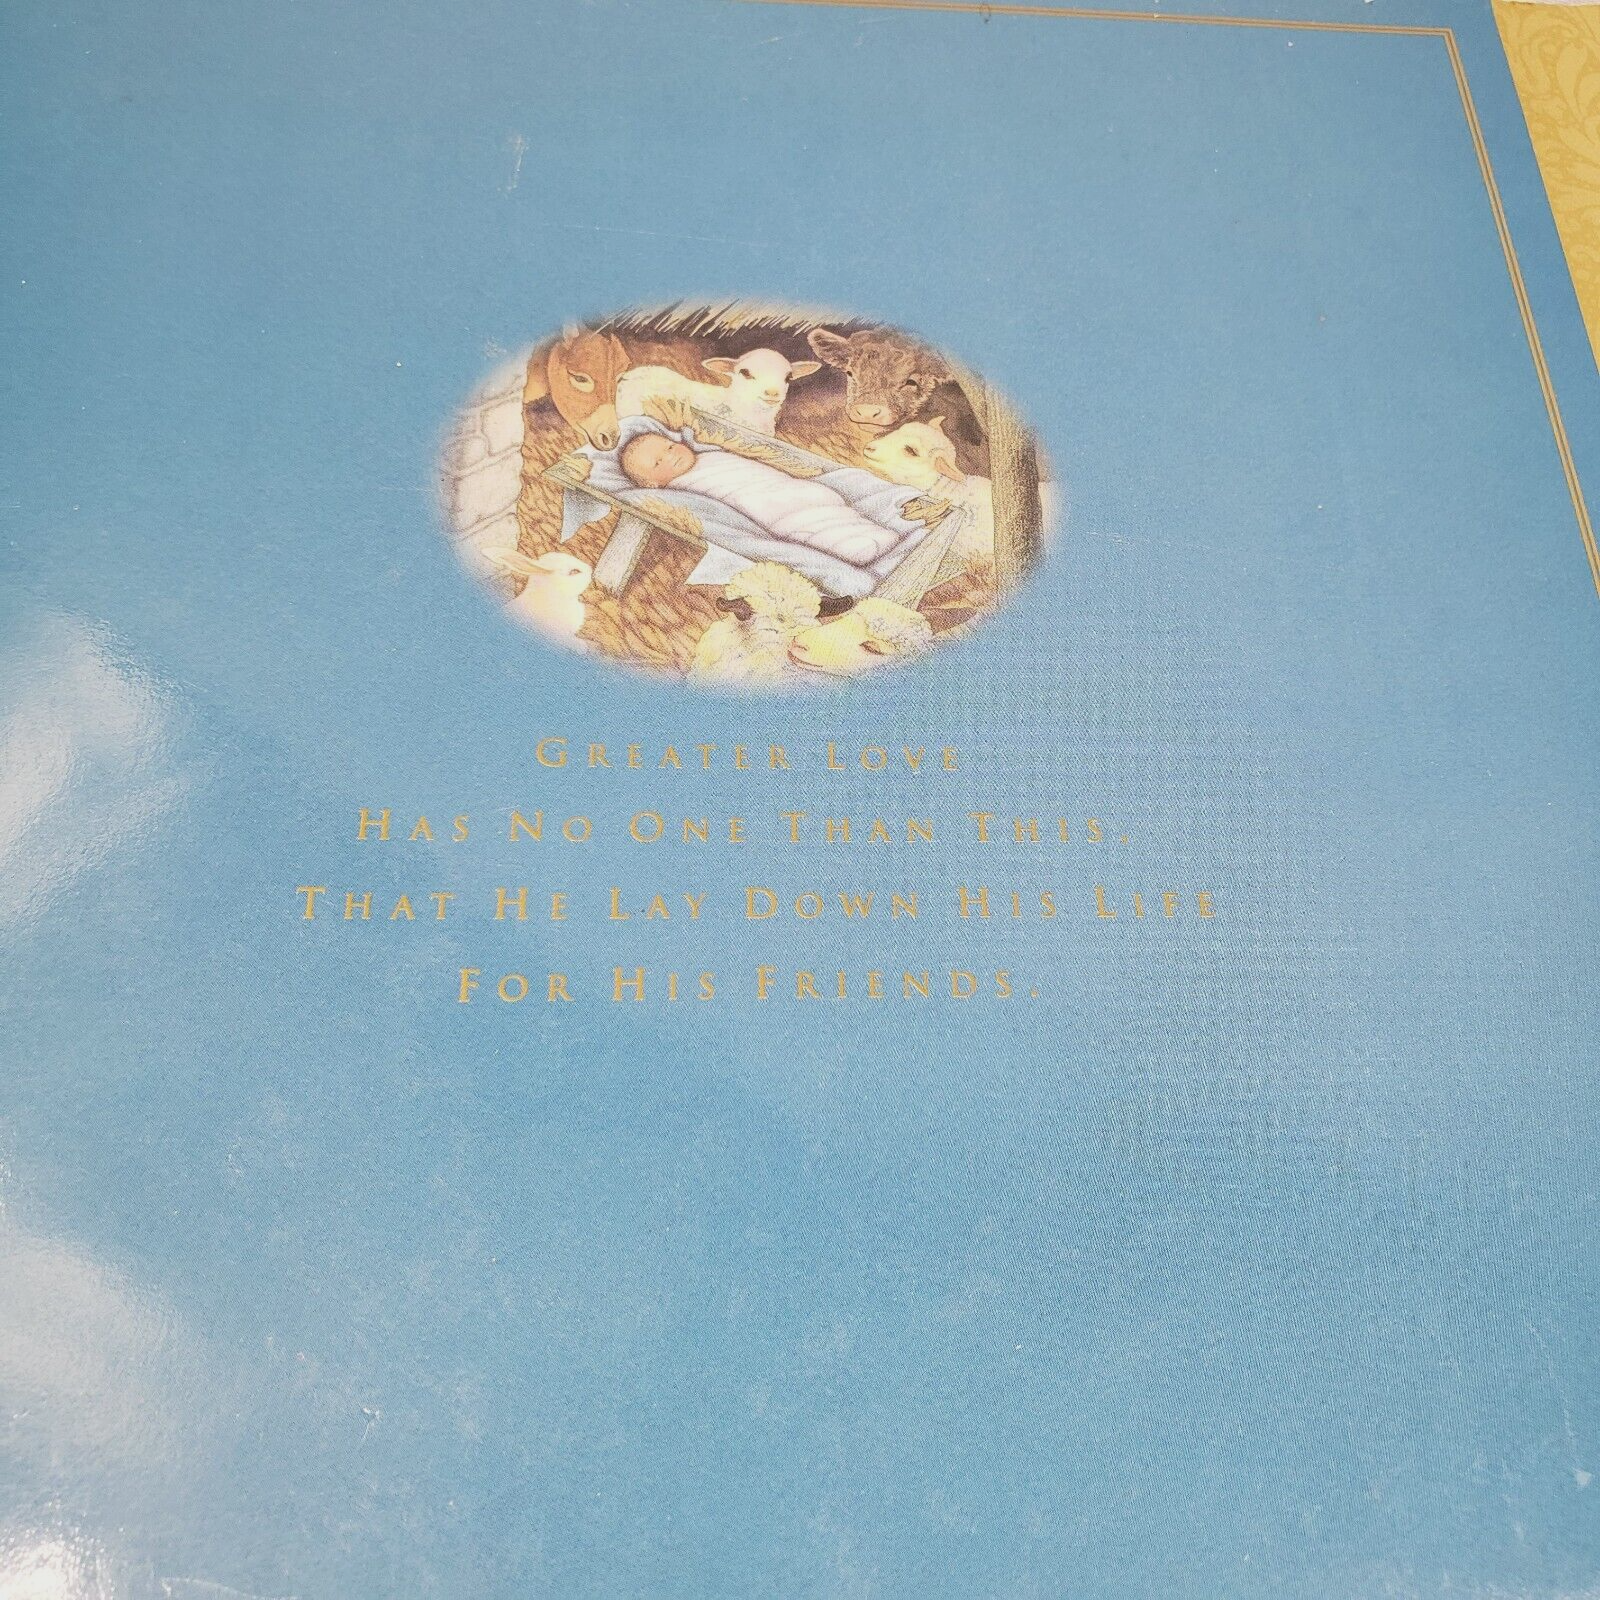 Greater Love
Has No One Than This,
That He Lay Down His Life
For His Friends.